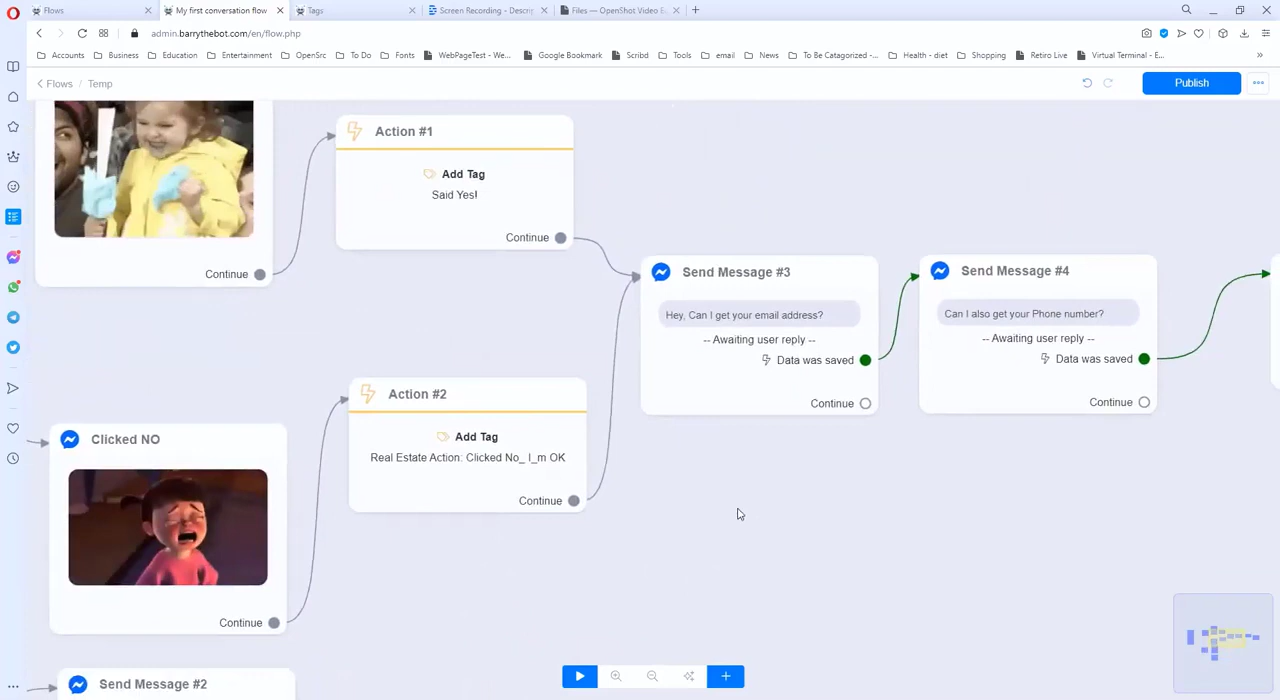 Flows
My first conversation flow
Tags
Screen Recording - Descrip
Files — OpenShot Video E
admin.barrythebot.com/en/flow.php
Accounts
Business
Education
Entertainment
OpenSrc
To Do
Fonts
WebPageTest - We...
Google Bookmark
Scribd
Tools
email
News
To Be Catagorized -...
Health - diet
Shopping
Retiro Live
Virtual Terminal - E...
Flows / Temp
Publish
Action #1
Add Tag
Said Yes!
Continue
Continue
Send Message #3
Hey, Can I get your email address?
-- Awaiting user reply --
Data was saved
Continue
Send Message #4
Can I also get your Phone number?
-- Awaiting user reply --
Data was saved
Continue
Action #2
Add Tag
Real Estate Action: Clicked No_ I_m OK
Continue
Clicked NO
Continue
Send Message #2